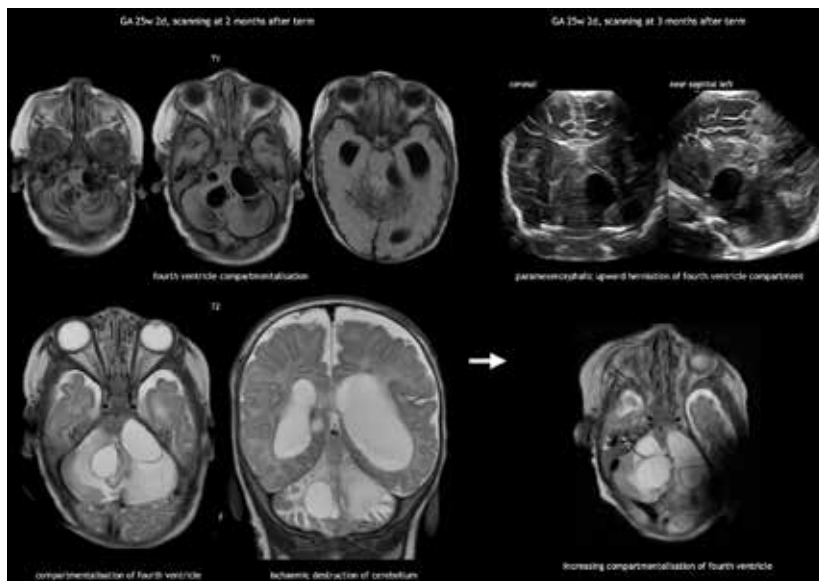 GA 25w 2d, scanning at 2 months after term
GA 25w 2d, scanning at 3 months after term
T1
coronal
near sagittal left
fourth ventricle compartmentalisation
paramesencephalic upward herniation of fourth ventricle compartment
T2
compartmentalisation of fourth ventricle
ischaemic destruction of cerebellum
increasing compartmentalisation of fourth ventricle